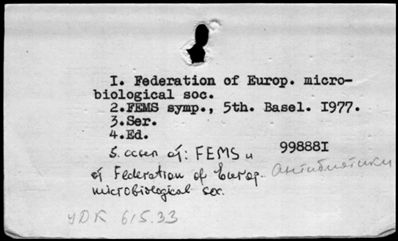 I. Federation of Europ. micro-
biological soc.
2.FEMS symp., 5th. Basel. I977.
3.Ser.
4.Ed.
99888I
5. ссыл от: FEMS и
of Federation of Europ.
microbiological soc.
антибиотики
УДК 615.33